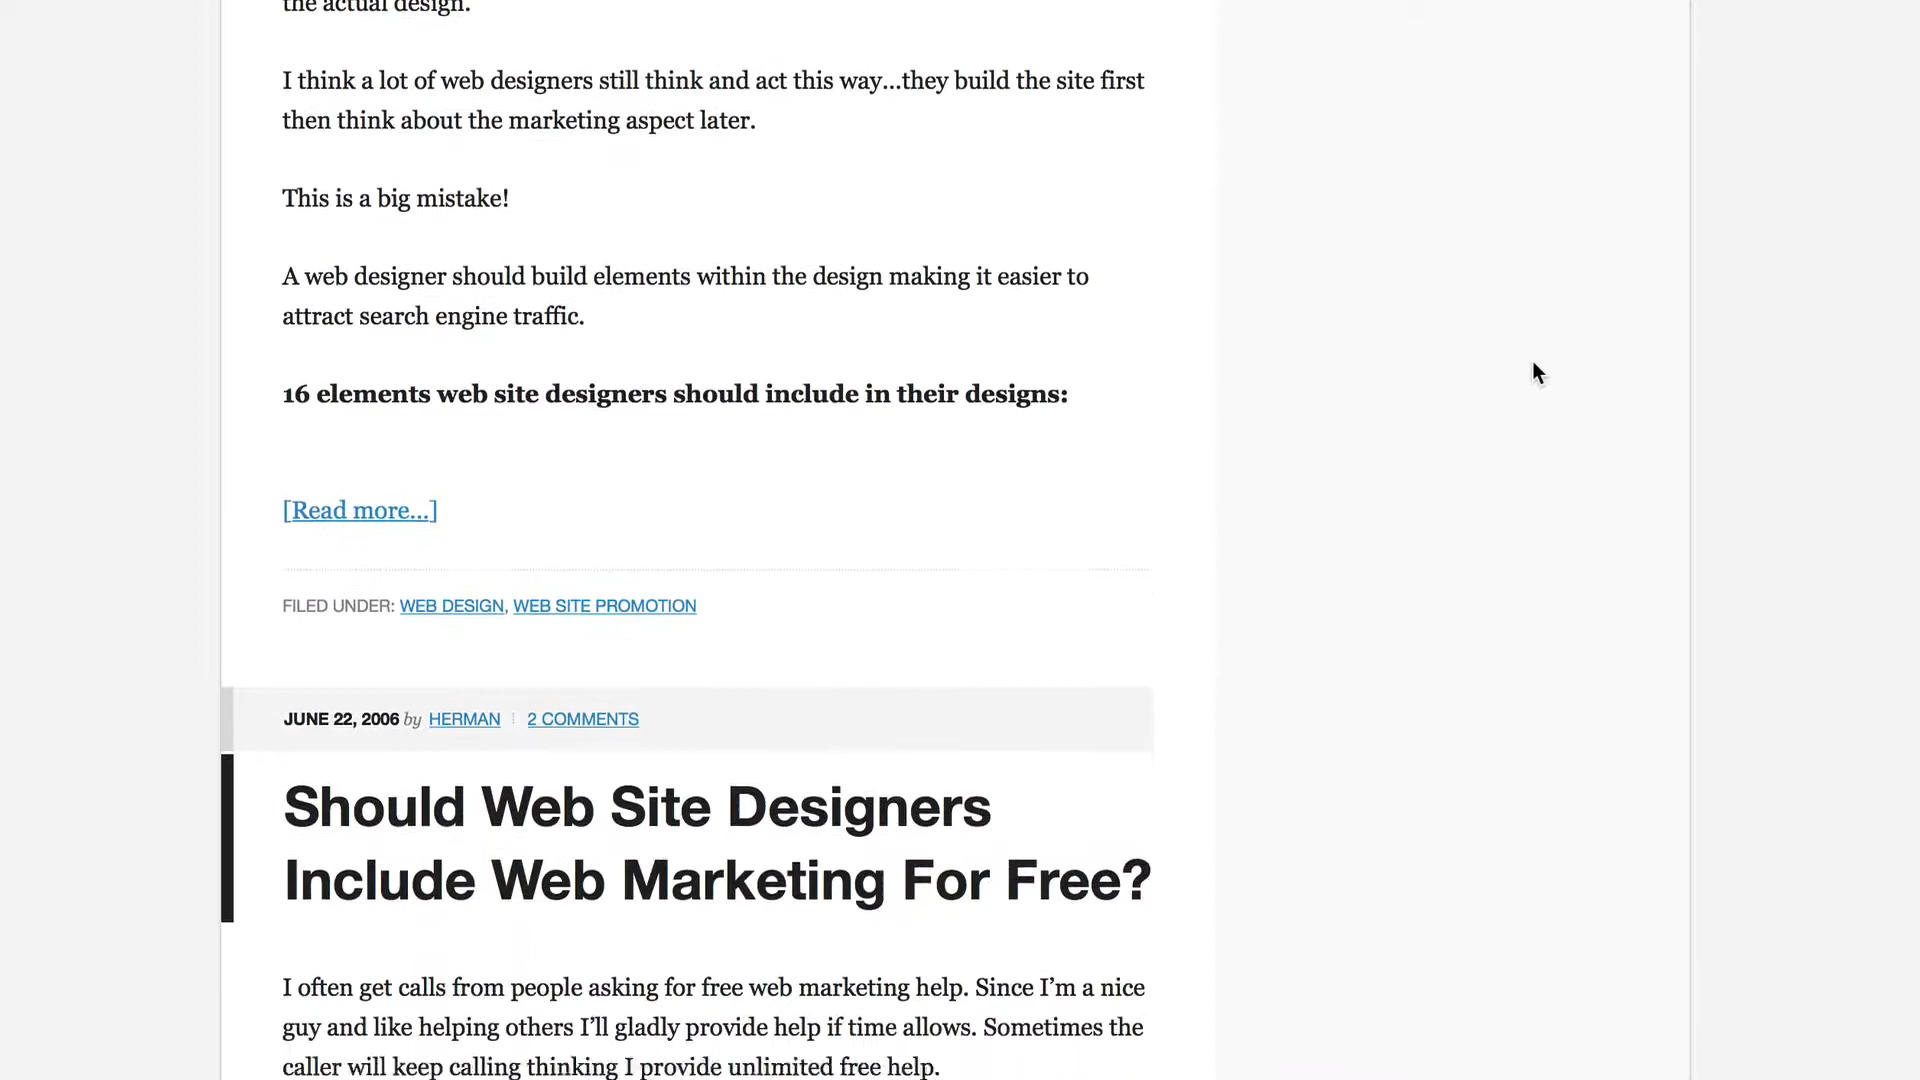 the actual design.
I think a lot of web designers still think and act this way...they build the site first
then think about the marketing aspect later.
This is a big mistake!
A web designer should build elements within the design making it easier to
attract search engine traffic.
16 elements web site designers should include in their designs:
[Read more...]
FILED UNDER: WEB DESIGN, WEB SITE PROMOTION
JUNE 22, 2006 by HERMAN 2 COMMENTS
Should Web Site Designers
Include Web Marketing For Free?
I often get calls from people asking for free web marketing help. Since I’m a nice
guy and like helping others I’ll gladly provide help if time allows. Sometimes the
caller will keep calling thinking I provide unlimited free help.